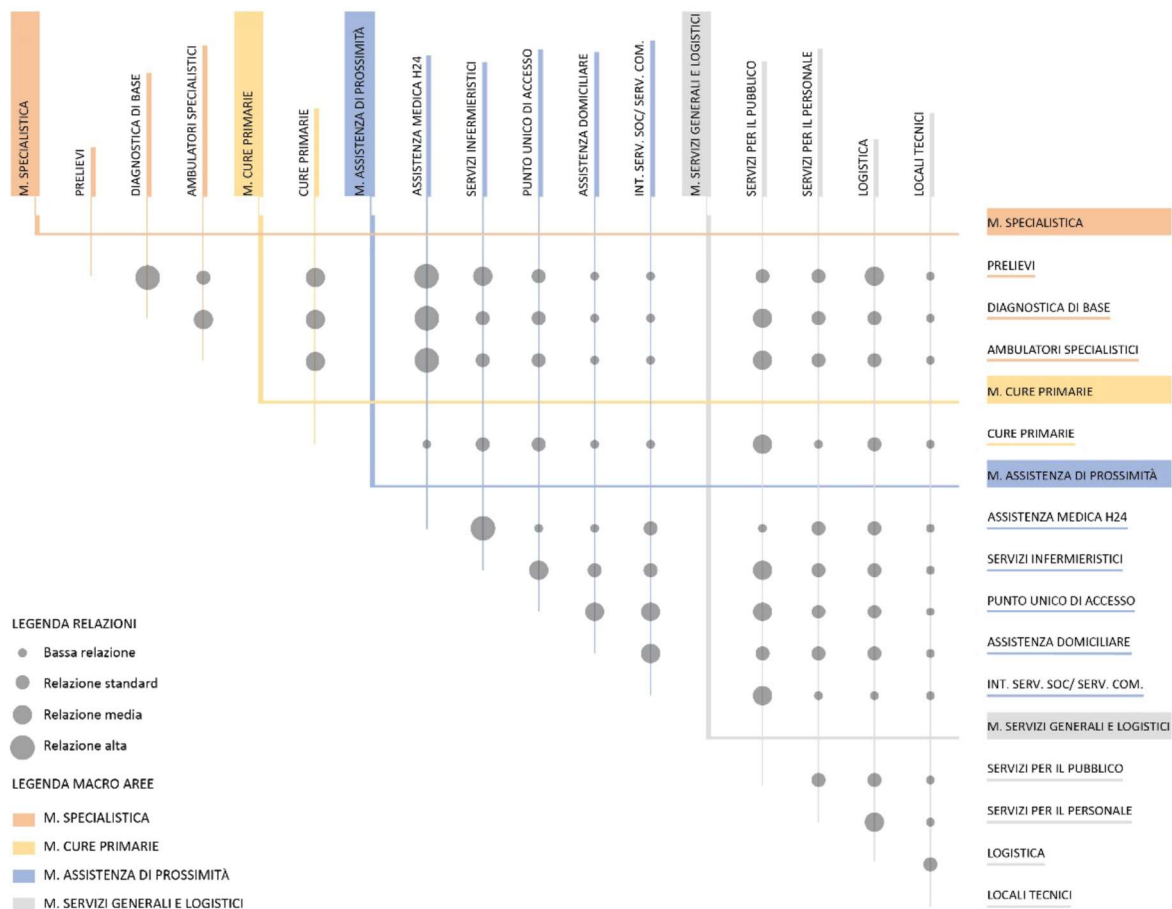 M. SPECIALISTICA
PRELIEVI
DIAGNOSTICA DI BASE
AMBULATORI SPECIALISTICI
M. CURE PRIMARIE
CURE PRIMARIE
M. ASSISTENZA DI PROSSIMITÀ
ASSISTENZA MEDICA H24
SERVIZI INFERMIERISTICI
PUNTO UNICO DI ACCESSO
ASSISTENZA DOMICILIARE
INT. SERV. SOC/ SERV. COM.
M. SERVIZI GENERALI E LOGISTICI
SERVIZI PER IL PUBBLICO
SERVIZI PER IL PERSONALE
LOGISTICA
LOCALI TECNICI
M. SPECIALISTICA
PRELIEVI
DIAGNOSTICA DI BASE
AMBULATORI SPECIALISTICI
M. CURE PRIMARIE
CURE PRIMARIE
M. ASSISTENZA DI PROSSIMITÀ
ASSISTENZA MEDICA H24
SERVIZI INFERMIERISTICI
PUNTO UNICO DI ACCESSO
ASSISTENZA DOMICILIARE
INT. SERV. SOC/ SERV. COM.
M. SERVIZI GENERALI E LOGISTICI
SERVIZI PER IL PUBBLICO
SERVIZI PER IL PERSONALE
LOGISTICA
LOCALI TECNICI
LEGENDA RELAZIONI
Bassa relazione
Relazione standard
Relazione media
Relazione alta
LEGENDA MACRO AREE
M. SPECIALISTICA
M. CURE PRIMARIE
M. ASSISTENZA DI PROSSIMITÀ
M. SERVIZI GENERALI E LOGISTICI